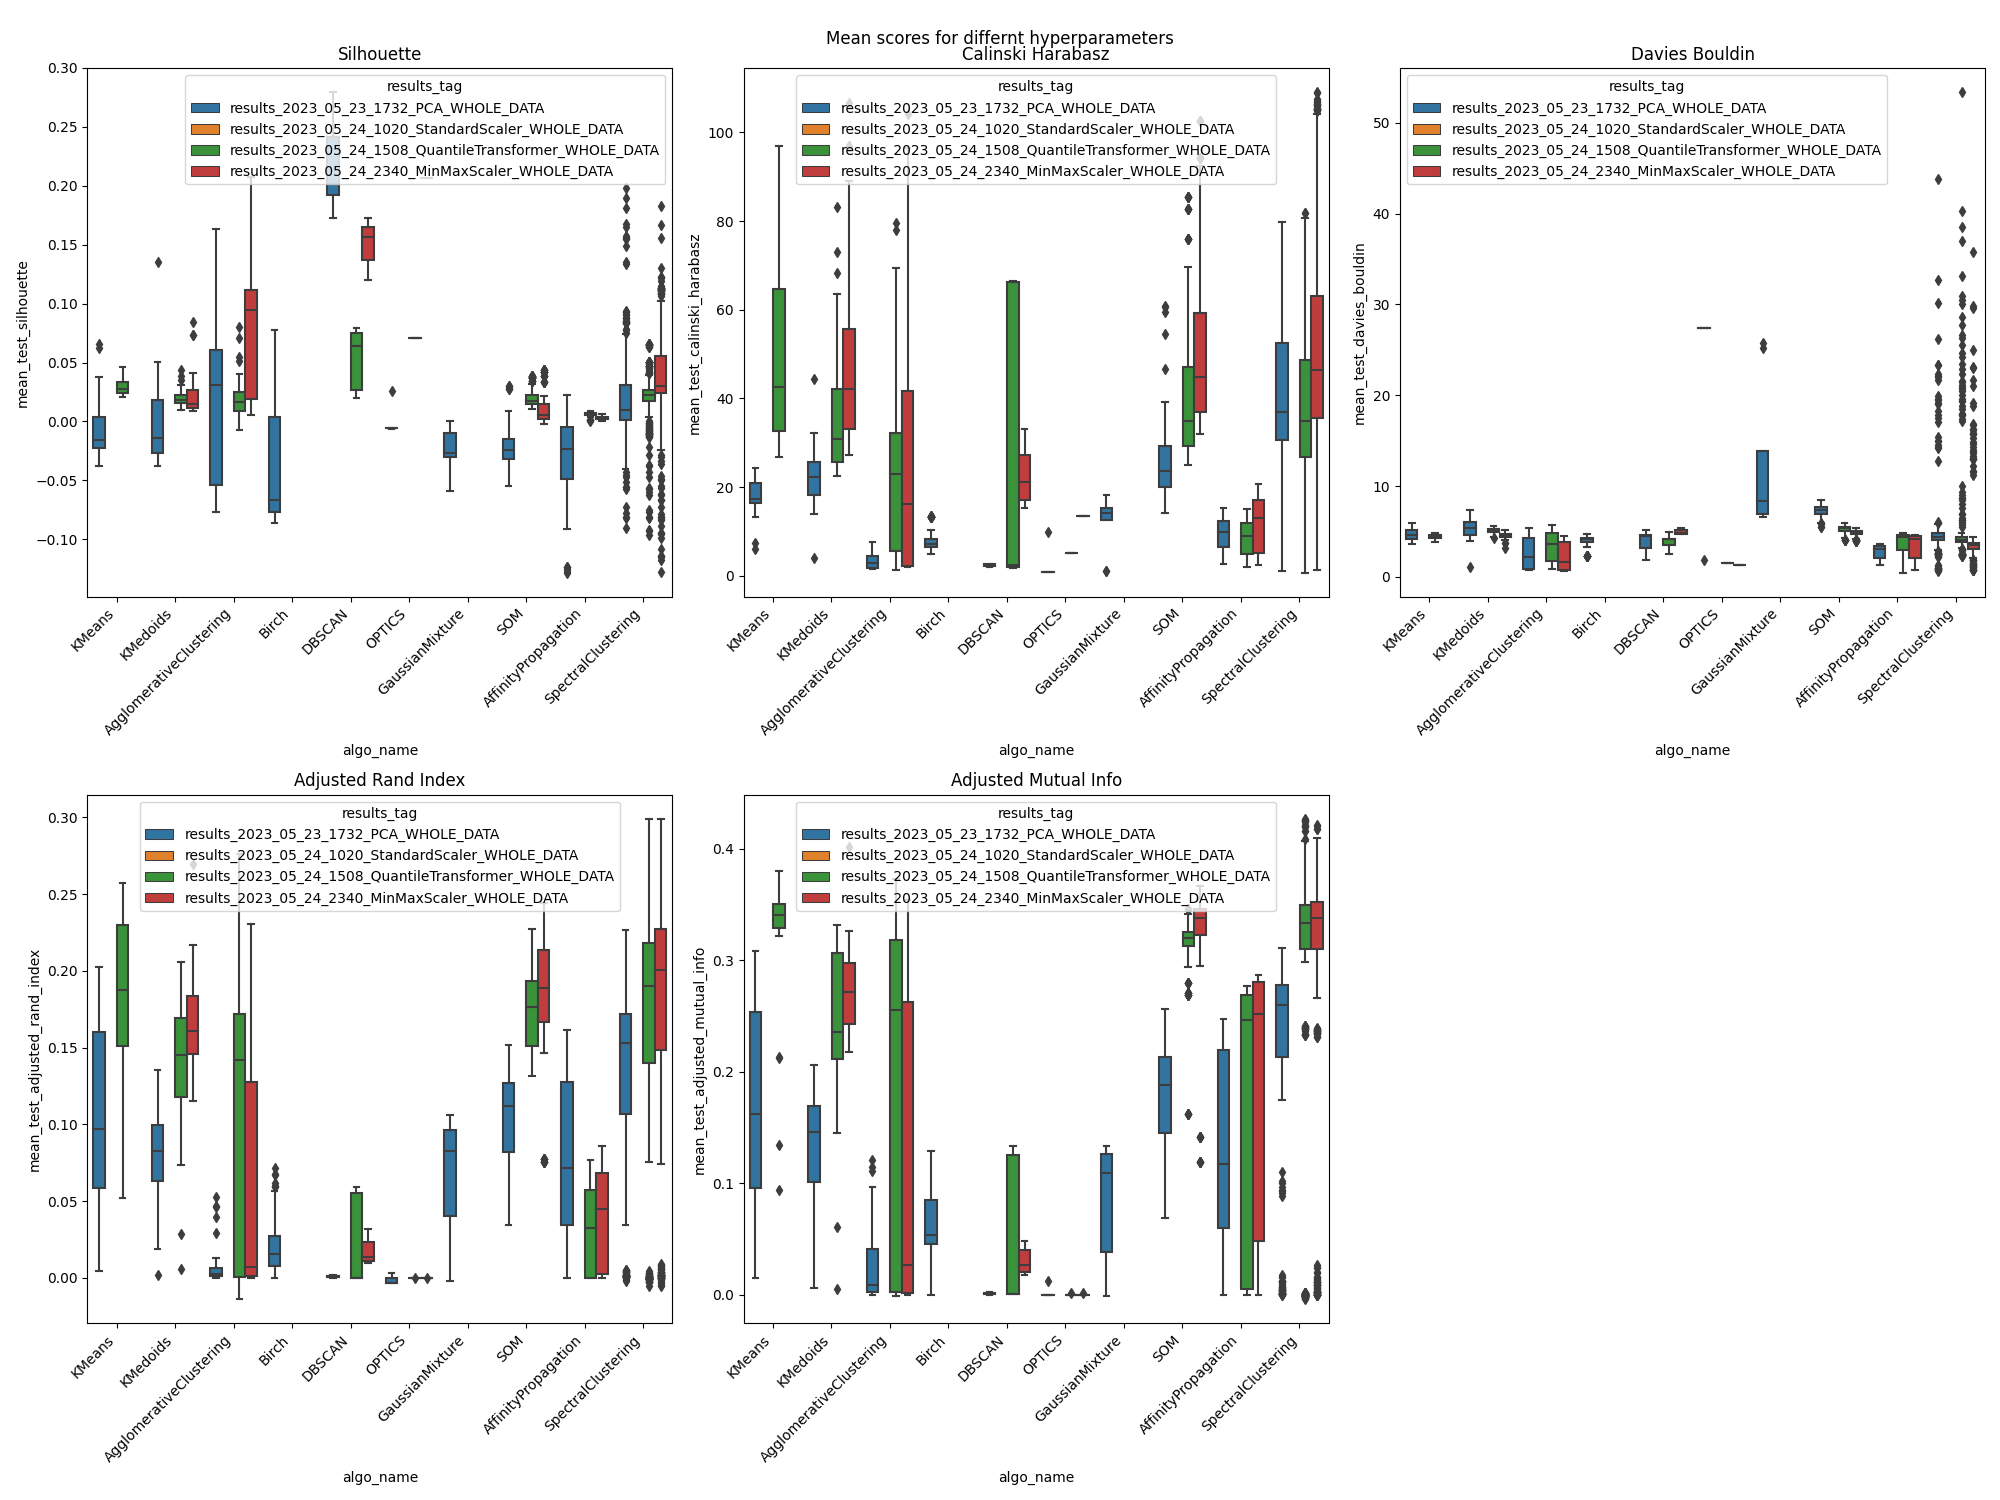 Mean scores for differnt hyperparameters
Silhouette
mean_test_silhouette
0.30
0.25
0.20
0.15
0.10
0.05
0.00
−0.05
−0.10
results_tag
results_2023_05_23_1732_PCA_WHOLE_DATA
results_2023_05_24_1020_StandardScaler_WHOLE_DATA
results_2023_05_24_1508_QuantileTransformer_WHOLE_DATA
results_2023_05_24_2340_MinMaxScaler_WHOLE_DATA
KMeans
KMedoids
AgglomerativeClustering
Birch
DBSCAN
OPTICS
GaussianMixture
SOM
AffinityPropagation
SpectralClustering
algo_name
Calinski Harabasz
mean_test_calinski_harabasz
100
80
60
40
20
0
results_tag
results_2023_05_23_1732_PCA_WHOLE_DATA
results_2023_05_24_1020_StandardScaler_WHOLE_DATA
results_2023_05_24_1508_QuantileTransformer_WHOLE_DATA
results_2023_05_24_2340_MinMaxScaler_WHOLE_DATA
KMeans
KMedoids
AgglomerativeClustering
Birch
DBSCAN
OPTICS
GaussianMixture
SOM
AffinityPropagation
SpectralClustering
algo_name
Davies Bouldin
mean_test_davies_bouldin
50
40
30
20
10
0
results_tag
results_2023_05_23_1732_PCA_WHOLE_DATA
results_2023_05_24_1020_StandardScaler_WHOLE_DATA
results_2023_05_24_1508_QuantileTransformer_WHOLE_DATA
results_2023_05_24_2340_MinMaxScaler_WHOLE_DATA
KMeans
KMedoids
AgglomerativeClustering
Birch
DBSCAN
OPTICS
GaussianMixture
SOM
AffinityPropagation
SpectralClustering
algo_name
Adjusted Rand Index
mean_test_adjusted_rand_index
0.30
0.25
0.20
0.15
0.10
0.05
0.00
results_tag
results_2023_05_23_1732_PCA_WHOLE_DATA
results_2023_05_24_1020_StandardScaler_WHOLE_DATA
results_2023_05_24_1508_QuantileTransformer_WHOLE_DATA
results_2023_05_24_2340_MinMaxScaler_WHOLE_DATA
KMeans
KMedoids
AgglomerativeClustering
Birch
DBSCAN
OPTICS
GaussianMixture
SOM
AffinityPropagation
SpectralClustering
algo_name
Adjusted Mutual Info
mean_test_adjusted_mutual_info
0.4
0.3
0.2
0.1
0.0
results_tag
results_2023_05_23_1732_PCA_WHOLE_DATA
results_2023_05_24_1020_StandardScaler_WHOLE_DATA
results_2023_05_24_1508_QuantileTransformer_WHOLE_DATA
results_2023_05_24_2340_MinMaxScaler_WHOLE_DATA
KMeans
KMedoids
AgglomerativeClustering
Birch
DBSCAN
OPTICS
GaussianMixture
SOM
AffinityPropagation
SpectralClustering
algo_name